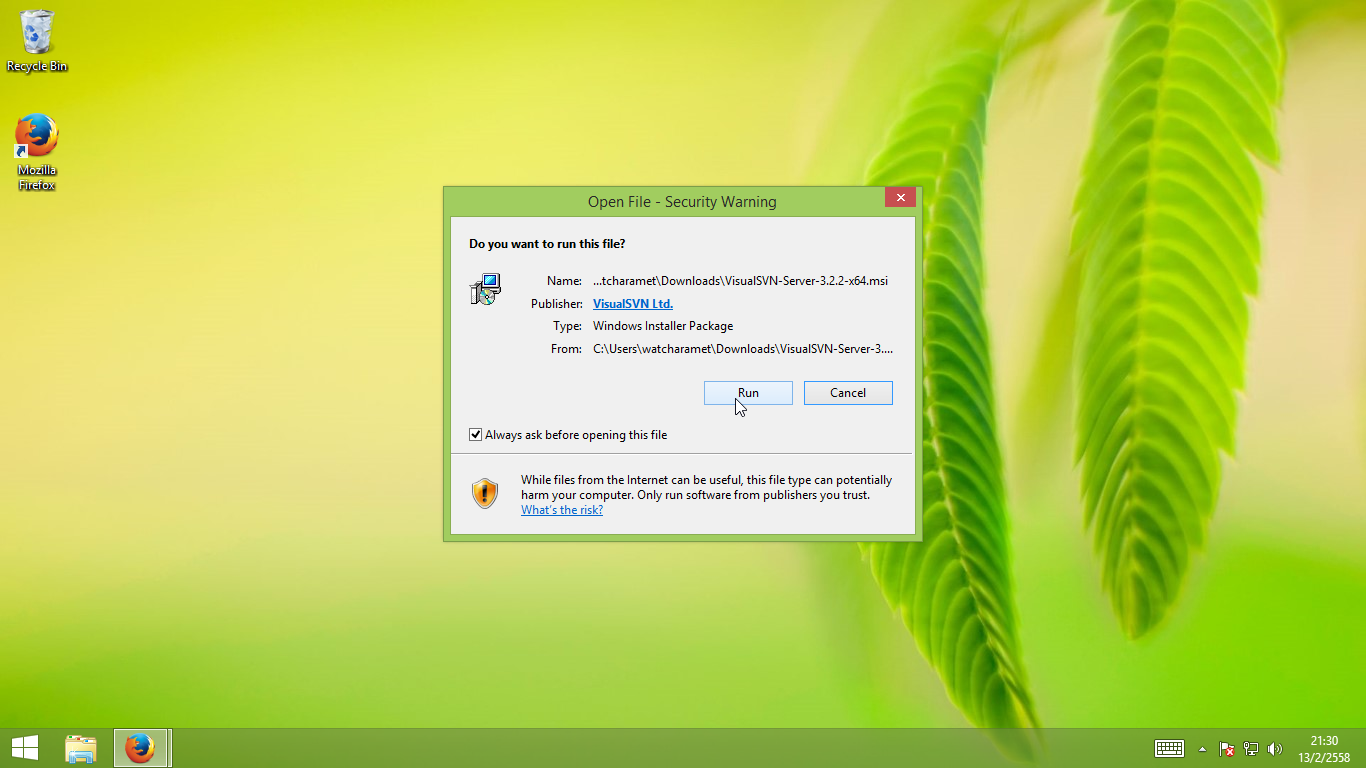 Recycle Bin
Mozilla
Firefox
Open File - Security Warning
Do you want to run this file?
Name: ...tcharamet\Downloads\VisualSVN-Server-3.2.2-x64.msi
Publisher: VisualSVN Ltd.
Type: Windows Installer Package
From: C:\Users\watcharamet\Downloads\VisualSVN-Server-3....
Run Cancel
Always ask before opening this file
While files from the Internet can be useful, this file type can potentially
harm your computer. Only run software from publishers you trust.
What's the risk?
21:30
13/2/2558